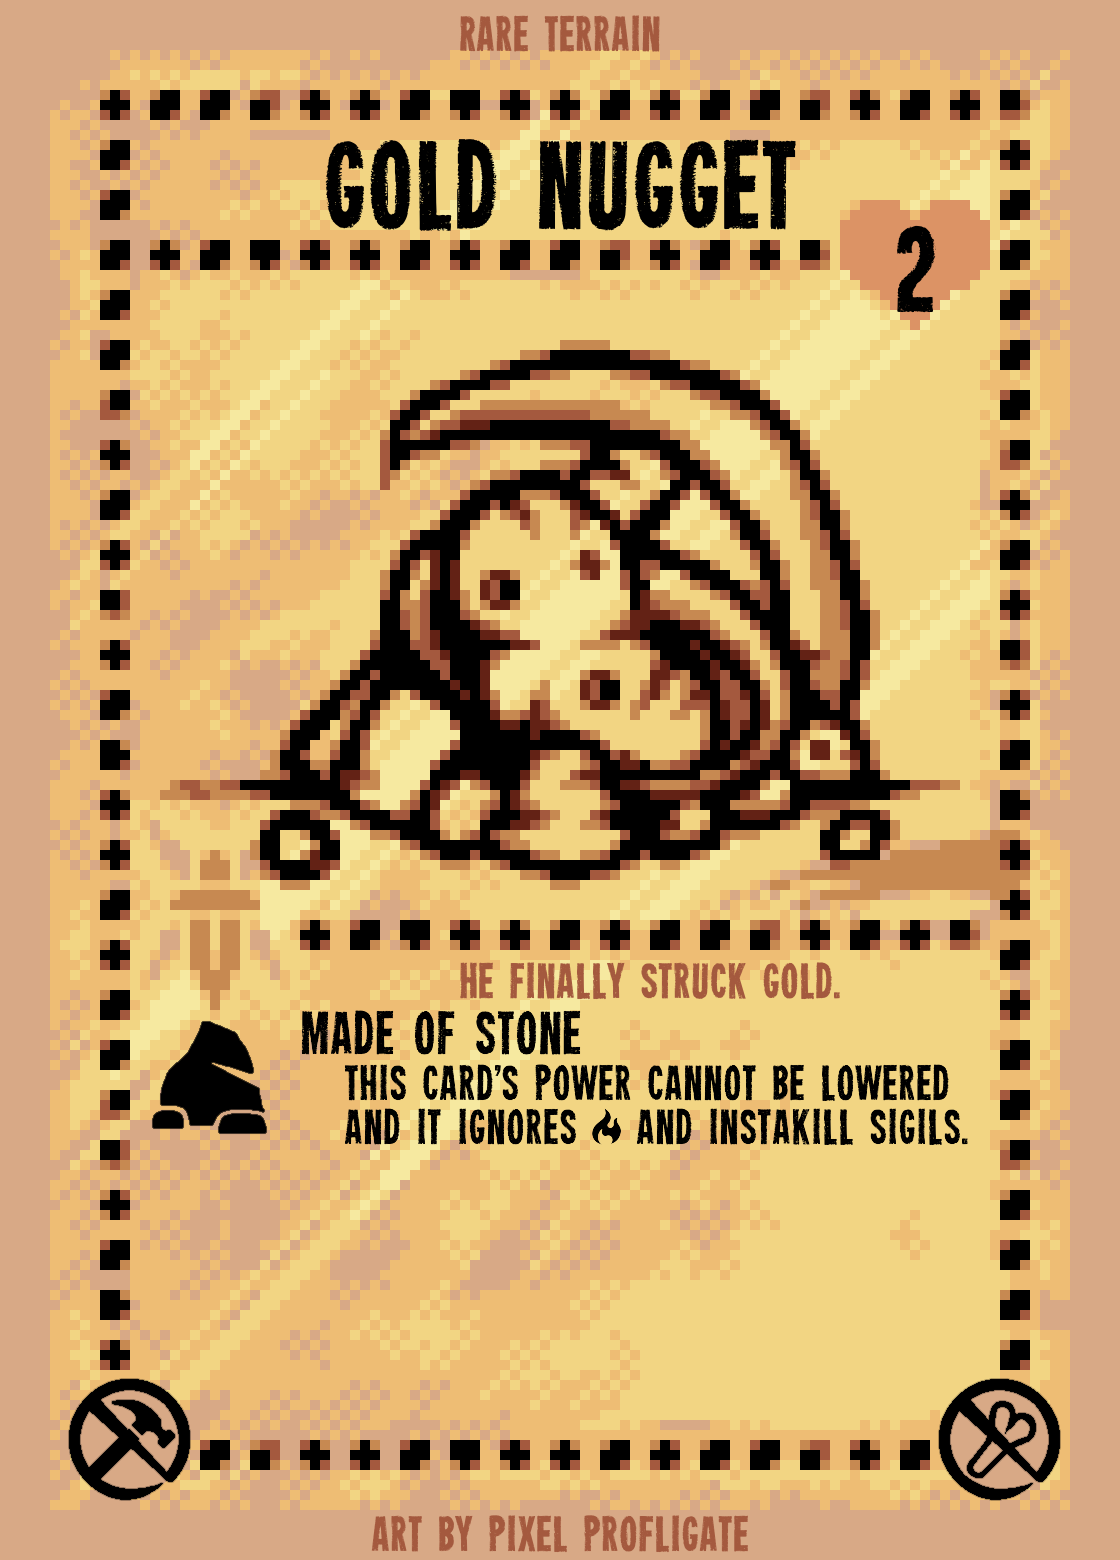 RARE TERRAIN
GOLD NUGGET
2
HE FINALLY STRUCK GOLD.
MADE OF STONE
THIS CARD'S POWER CANNOT BE LOWERED
AND IT IGNORES AND INSTAKILL SIGILS.
ART BY PIXEL PROFLIGATE